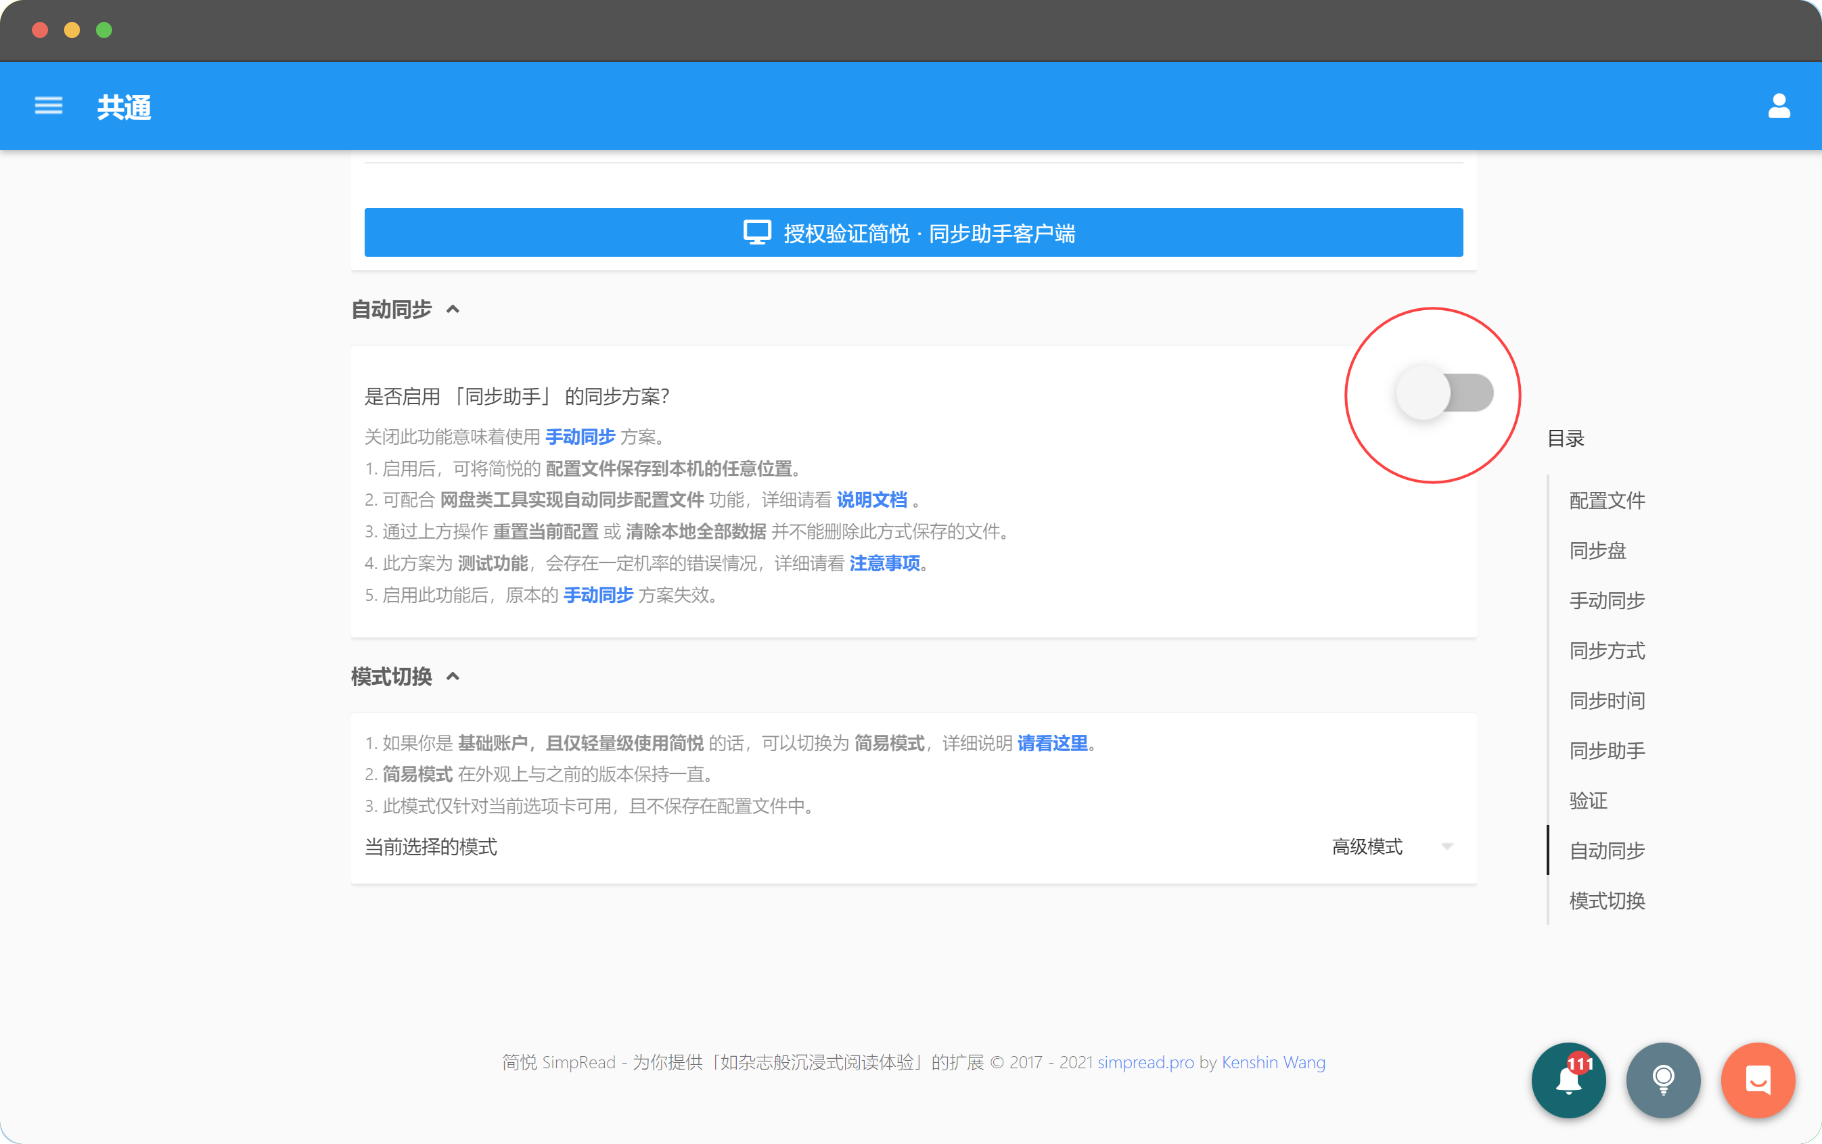 共通
授权验证简悦 · 同步助手客户端
自动同步
是否启用 「同步助手」 的同步方案？
关闭此功能意味着使用 手动同步 方案。
1. 启用后，可将简悦的 配置文件保存到本机的任意位置。
2. 可配合 网盘类工具实现自动同步配置文件 功能，详细请看 说明文档 。
3. 通过上方操作 重置当前配置 或 清除本地全部数据 并不能删除此方式保存的文件。
4. 此方案为 测试功能，会存在一定机率的错误情况，详细请看 注意事项。
5. 启用此功能后，原本的 手动同步 方案失效。
模式切换
1. 如果你是 基础账户，且仅轻量级使用简悦 的话，可以切换为 简易模式，详细说明 请看这里。
2. 简易模式 在外观上与之前的版本保持一直。
3. 此模式仅针对当前选项卡可用，且不保存在配置文件中。
当前选择的模式 高级模式
目录
配置文件
同步盘
手动同步
同步方式
同步时间
同步助手
验证
自动同步
模式切换
简悦 SimpRead - 为你提供「如杂志般沉浸式阅读体验」的扩展 © 2017 - 2021 simpread.pro by Kenshin Wang
111